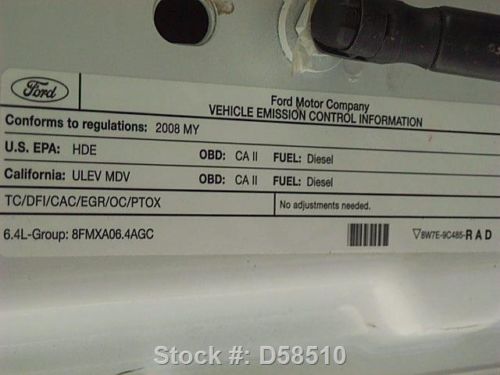 Ford
Ford Motor Company
VEHICLE EMISSION CONTROL INFORMATION
Conforms to regulations: 2008 MY
U.S. EPA: HDE OBD: CA II FUEL: Diesel
California: ULEV MDV OBD: CA II FUEL: Diesel
TC/DFI/CAC/EGR/OC/PTOX No adjustments needed.
6.4L-Group: 8FMXA06.4AGC ▽8W7E-9C485-R A D
Stock #: D58510